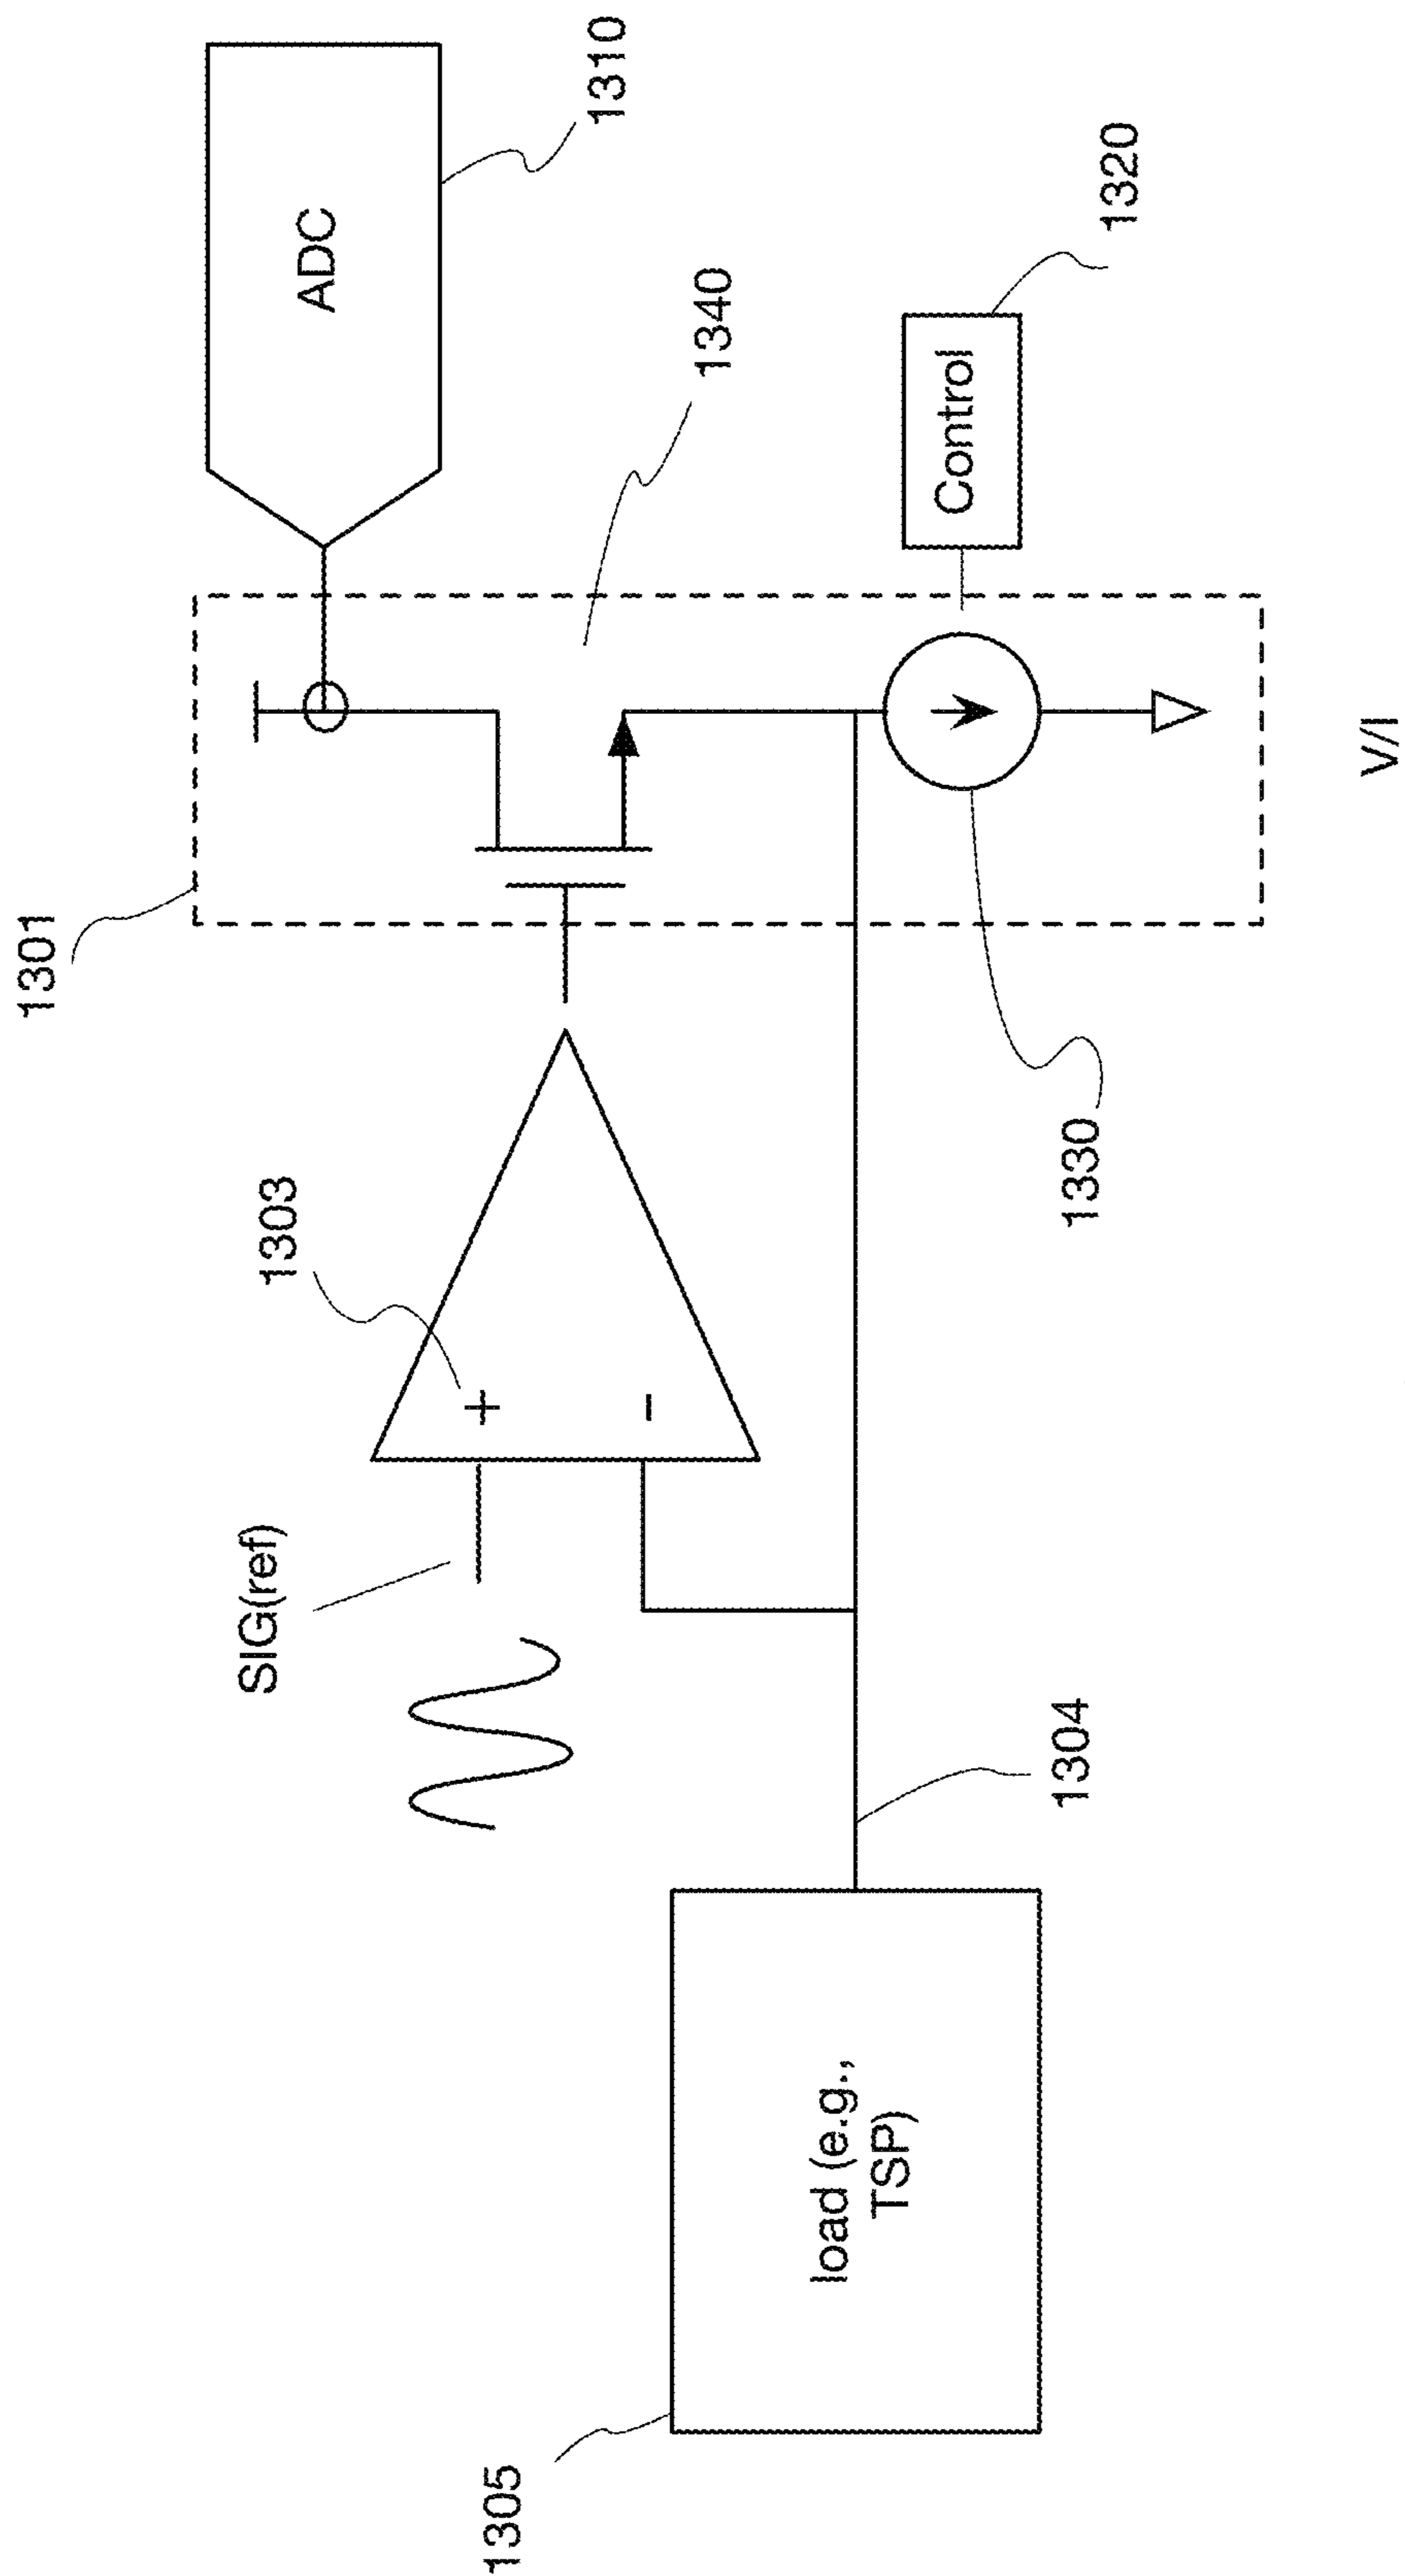 1301
1303
SIG(ref)
+
-
1304
1305
load (e.g.,
TSP)
1330
1340
ADC
1310
Control
1320
V/I